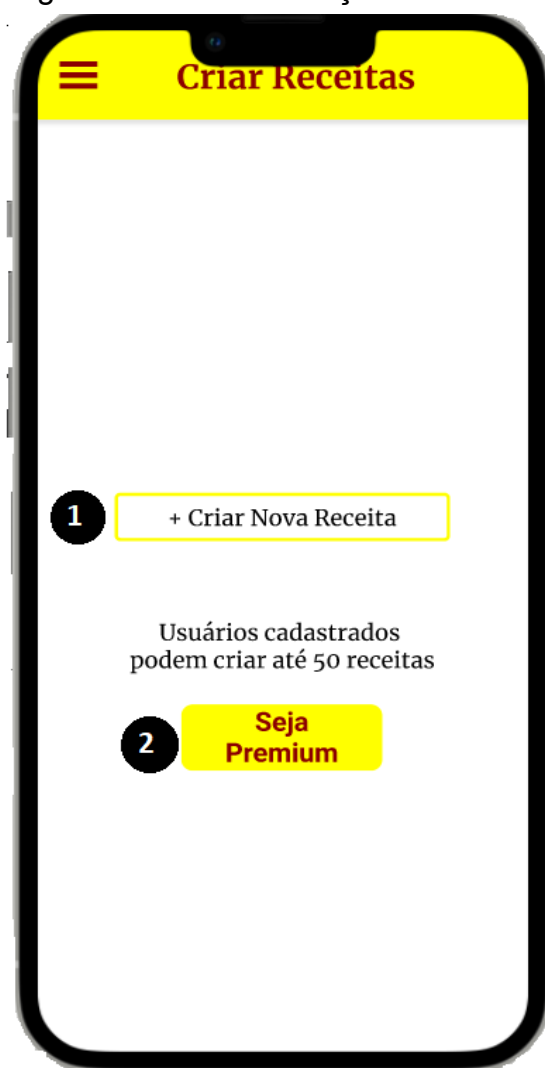 Criar Receitas
1
+ Criar Nova Receita
Usuários cadastrados
podem criar até 50 receitas
2
Seja
Premium